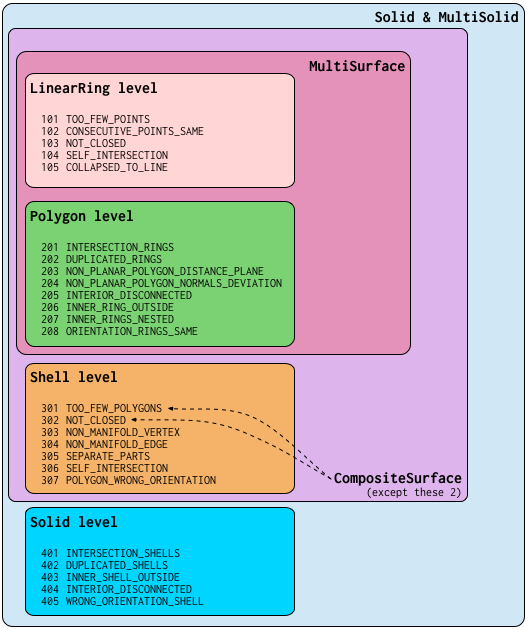 Solid & MultiSolid
MultiSurface
LinearRing level
101 TOO_FEW_POINTS
102 CONSECUTIVE_POINTS_SAME
103 NOT_CLOSED
104 SELF_INTERSECTION
105 COLLAPSED_TO_LINE
Polygon level
201 INTERSECTION_RINGS
202 DUPLICATED_RINGS
203 NON_PLANAR_POLYGON_DISTANCE_PLANE
204 NON_PLANAR_POLYGON_NORMALS_DEVIATION
205 INTERIOR_DISCONNECTED
206 INNER_RING_OUTSIDE
207 INNER_RINGS_NESTED
208 ORIENTATION_RINGS_SAME
Shell level
301 TOO_FEW_POLYGONS
302 NOT_CLOSED
303 NON_MANIFOLD_VERTEX
304 NON_MANIFOLD_EDGE
305 SEPARATE_PARTS
306 SELF_INTERSECTION
307 POLYGON_WRONG_ORIENTATION
CompositeSurface
(except these 2)
Solid level
401 INTERSECTION_SHELLS
402 DUPLICATED_SHELLS
403 INNER_SHELL_OUTSIDE
404 INTERIOR_DISCONNECTED
405 WRONG_ORIENTATION_SHELL